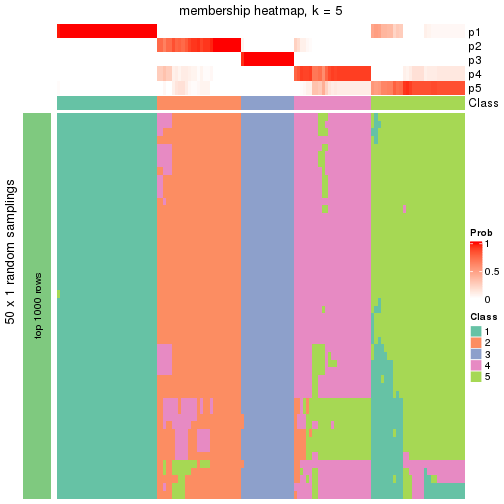 membership heatmap, k = 5
p1
p2
p3
p4
p5
Class
50 x 1 random samplings
top 1000 rows
Prob
1
0.5
0
Class
1
2
3
4
5